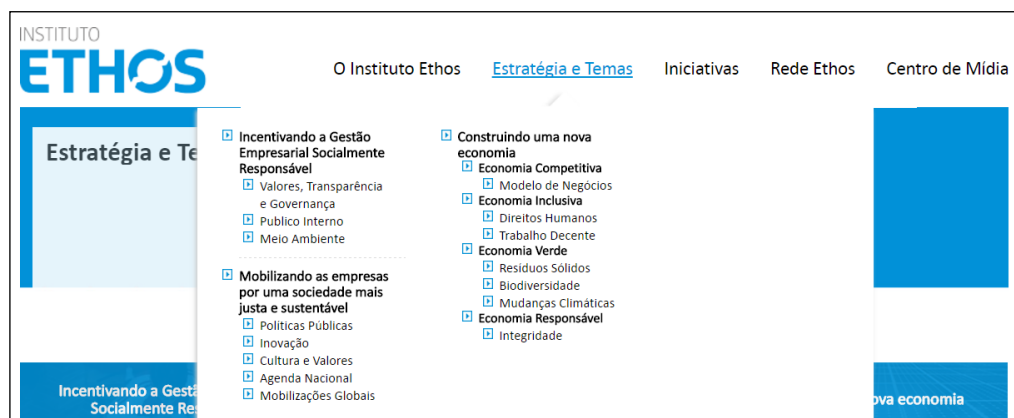 INSTITUTO
ETHOS
O Instituto Ethos Estratégia e Temas Iniciativas Rede Ethos Centro de Mídia
Estratégia e Te
Incentivando a Gestão
Empresarial Socialmente
Responsável
Valores, Transparência
e Governança
Publico Interno
Meio Ambiente
Mobilizando as empresas
por uma sociedade mais
justa e sustentável
Políticas Públicas
Inovação
Cultura e Valores
Agenda Nacional
Mobilizações Globais
Construindo uma nova
economia
Economia Competitiva
Modelo de Negócios
Economia Inclusiva
Direitos Humanos
Trabalho Decente
Economia Verde
Resíduos Sólidos
Biodiversidade
Mudanças Climáticas
Economia Responsável
Integridade
Incentivando a Gest
Socialmente Re
ova economia